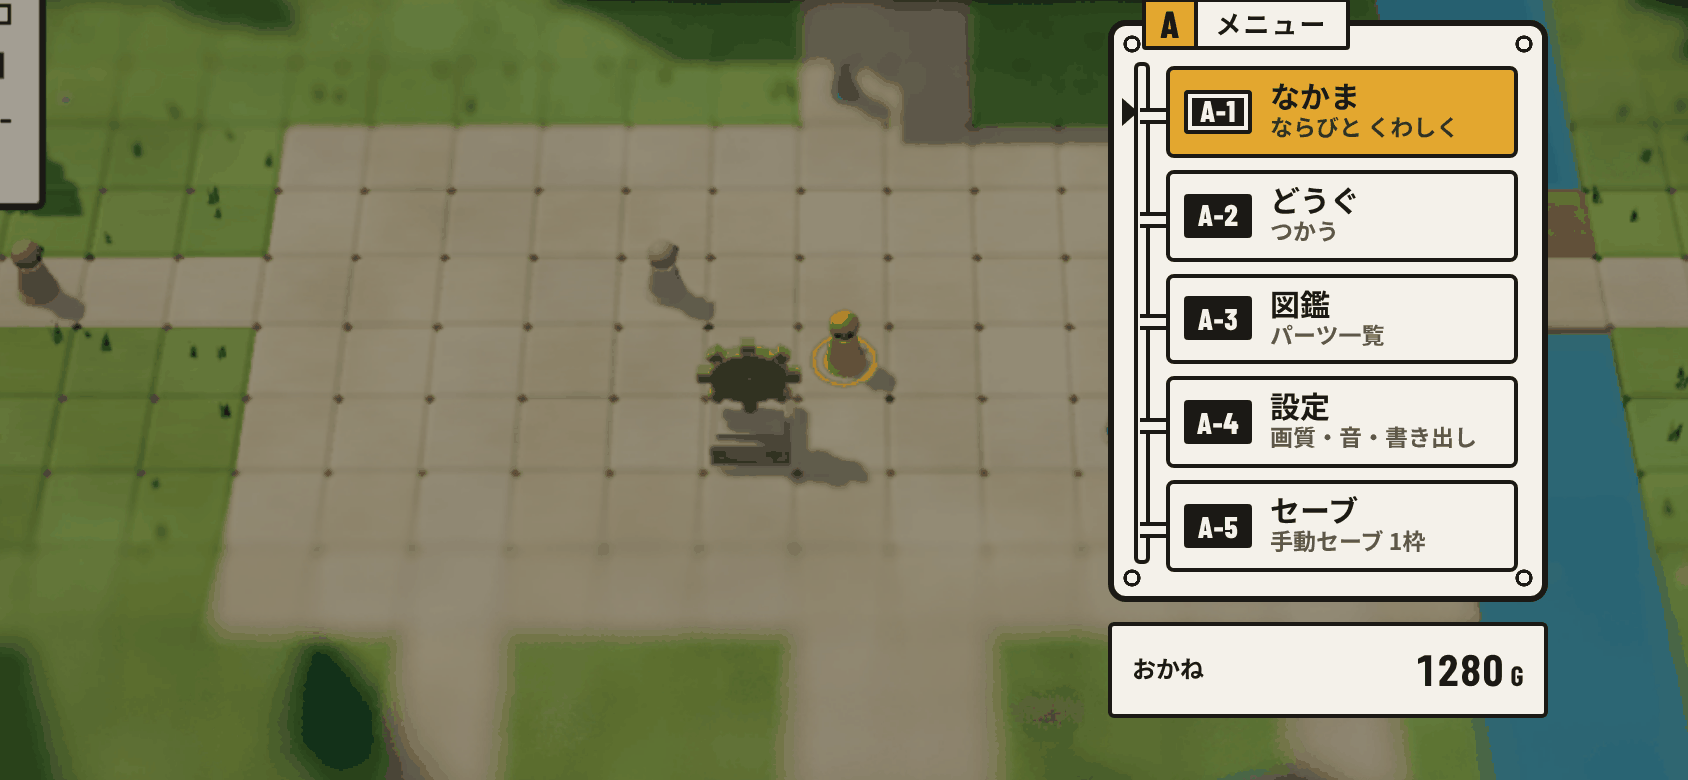 A メニュー
A-1 なかま
ならびと くわしく
A-2 どうぐ
つかう
A-3 図鑑
パーツ一覧
A-4 設定
画質・音・書き出し
A-5 セーブ
手動セーブ 1枠
おかね 1280 G